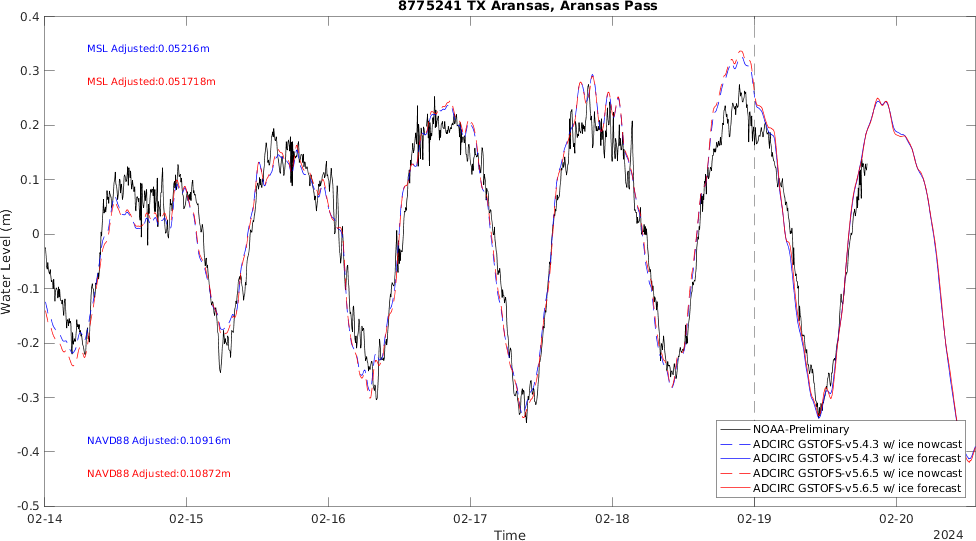 8775241 TX Aransas, Aransas Pass
0.4
0.3
0.2
0.1
0
-0.1
-0.2
-0.3
-0.4
-0.5
Water Level (m)
MSL Adjusted:0.05216m
MSL Adjusted:0.051718m
NAVD88 Adjusted:0.10916m
NAVD88 Adjusted:0.10872m
NOAA-Preliminary
ADCIRC GSTOFS-v5.4.3 w/ ice nowcast
ADCIRC GSTOFS-v5.4.3 w/ ice forecast
ADCIRC GSTOFS-v5.6.5 w/ ice nowcast
ADCIRC GSTOFS-v5.6.5 w/ ice forecast
02-14 02-15 02-16 02-17 02-18 02-19 02-20
Time
2024